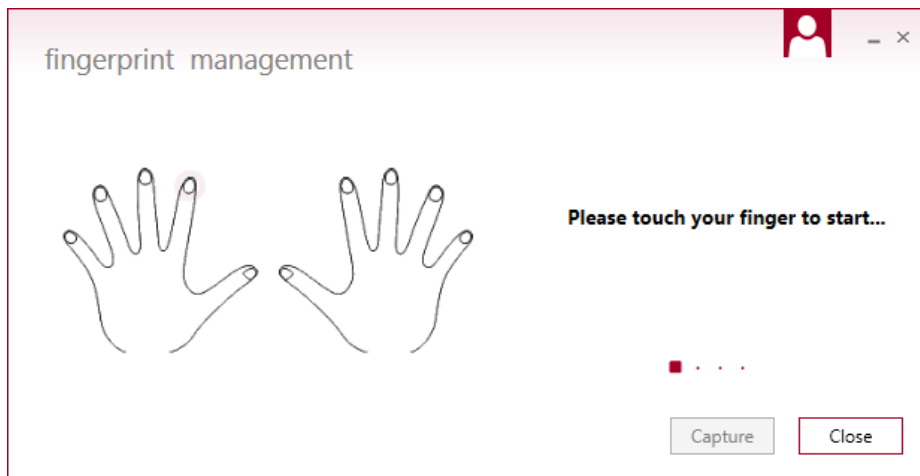 fingerprint management
Please touch your finger to start...
Capture
Close